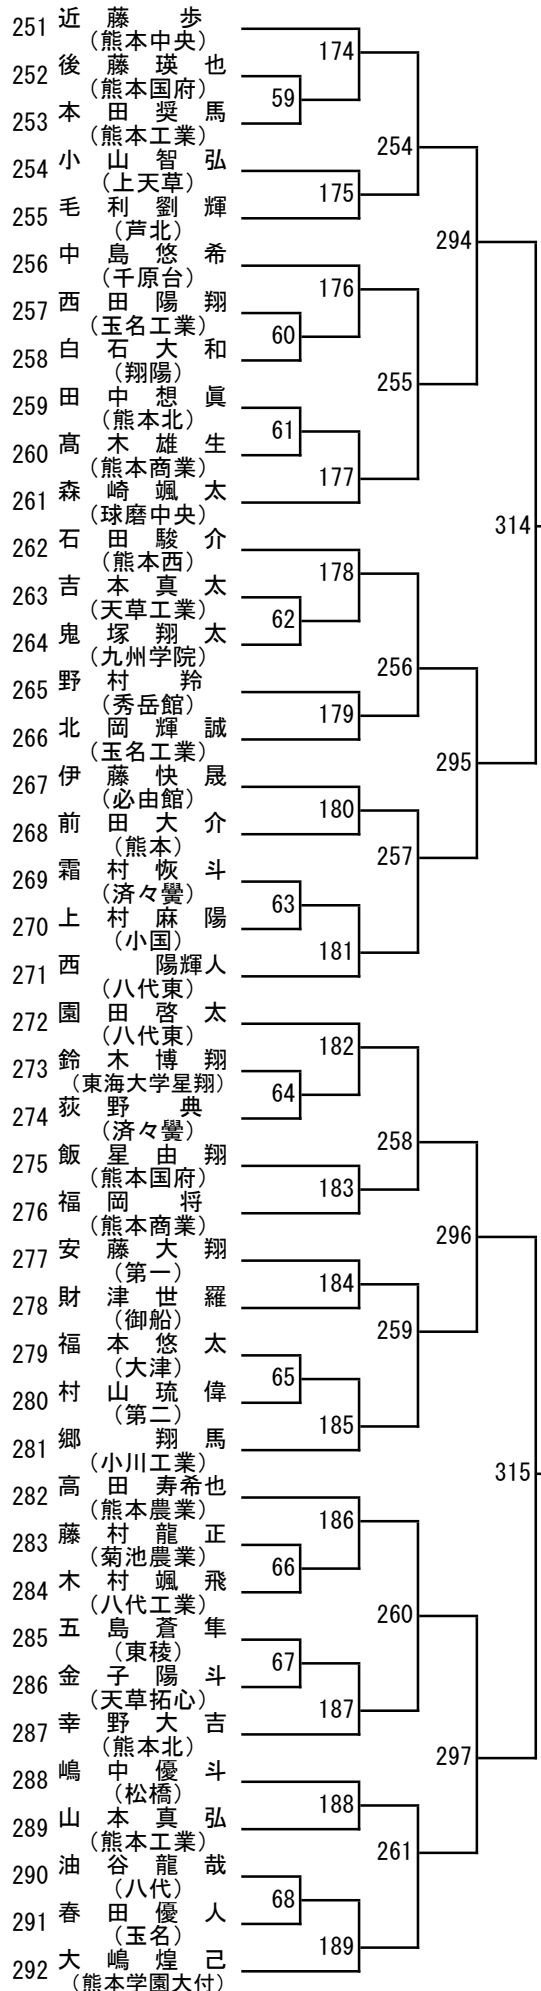 251 近藤 歩
(熊本中央)
174
252 後藤瑛也
(熊本国府)
59
253 本田奨馬
(熊本工業)
254
254 小山智弘
(上天草)
175
255 毛利劉輝
(芦北)
294
256 中島悠希
(千原台)
176
257 西田陽翔
(玉名工業)
60
258 白石大和
(翔陽)
255
259 田中想眞
(熊本北)
61
260 髙木雄生
(熊本商業)
177
261 森崎颯太
(球磨中央)
314
262 石田駿介
(熊本西)
178
263 吉本真太
(天草工業)
62
264 鬼塚翔太
(九州学院)
256
265 野村 羚
(秀岳館)
179
266 北岡輝誠
(玉名工業)
295
267 伊藤快晟
(必由館)
180
268 前田大介
(熊本)
257
269 霜村恢斗
(済々黌)
63
270 上村麻陽
(小国)
181
271 西 陽輝人
(八代東)
272 園田啓太
(八代東)
182
273 鈴木博翔
(東海大学星翔)
64
274 荻野 典
(済々黌)
258
275 飯星由翔
(熊本国府)
183
276 福岡 将
(熊本商業)
296
277 安藤大翔
(第一)
184
278 財津世羅
(御船)
259
279 福本悠太
(大津)
65
280 村山琉偉
(第二)
185
281 郷 翔馬
(小川工業)
315
282 高田寿希也
(熊本農業)
186
283 藤村龍正
(菊池農業)
66
284 木村颯飛
(八代工業)
260
285 五島蒼隼
(東稜)
67
286 金子陽斗
(天草拓心)
187
287 幸野大吉
(熊本北)
297
288 嶋中優斗
(松橋)
188
289 山本真弘
(熊本工業)
261
290 油谷龍哉
(八代)
68
291 春田優人
(玉名)
189
292 大嶋煌己
(熊本学園大付)